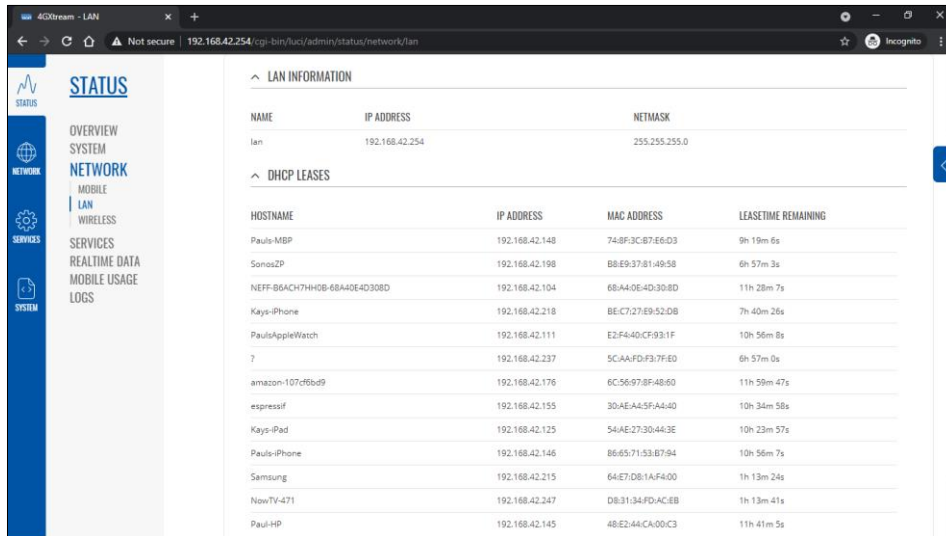 4GXtream - LAN
Not secure | 192.168.42.254/cgi-bin/luci/admin/status/network/lan
Incognito
STATUS
NETWORK
SERVICES
SYSTEM
STATUS
OVERVIEW
SYSTEM
NETWORK
MOBILE
LAN
WIRELESS
SERVICES
REALTIME DATA
MOBILE USAGE
LOGS
LAN INFORMATION
NAME IP ADDRESS NETMASK
lan 192.168.42.254 255.255.255.0
DHCP LEASES
HOSTNAME IP ADDRESS MAC ADDRESS LEASETIME REMAINING
Pauls-MBP 192.168.42.148 74:8F:3C:B7:E6:D3 9h 19m 6s
SonosZP 192.168.42.198 B8:E9:37:81:49:58 6h 57m 3s
NEFF-B6ACH7HH0B-68A40E4D308D 192.168.42.104 68:A4:0E:4D:30:8D 11h 28m 7s
Kays-iPhone 192.168.42.218 BE:C7:27:E9:52:DB 7h 40m 26s
PaulsAppleWatch 192.168.42.111 E2:F4:40:CF:93:1F 10h 56m 8s
? 192.168.42.237 5C:AA:FD:F3:7F:E0 6h 57m 0s
amazon-107cf6bd9 192.168.42.176 6C:56:97:8F:48:60 11h 59m 47s
espressif 192.168.42.155 30:AE:A4:5F:A4:40 10h 34m 58s
Kays-iPad 192.168.42.125 54:AE:27:30:44:3E 10h 23m 57s
Pauls-iPhone 192.168.42.146 86:65:71:53:B7:94 10h 56m 7s
Samsung 192.168.42.215 64:E7:D8:1A:F4:00 1h 13m 24s
NowTV-471 192.168.42.247 D8:31:34:FD:AC:EB 1h 13m 41s
Paul-HP 192.168.42.145 48:E2:44:CA:00:C3 11h 41m 5s